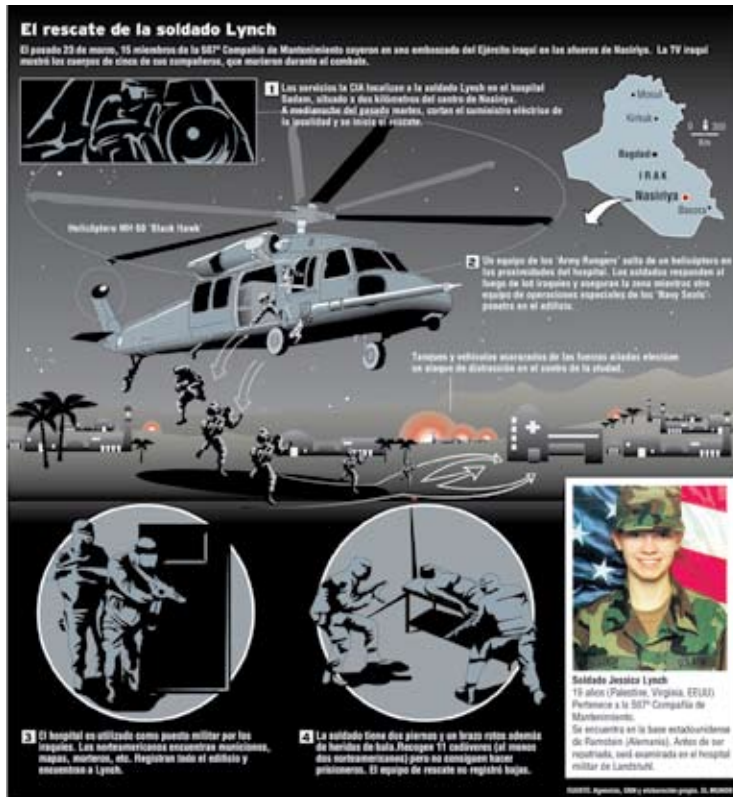 El rescate de la soldado Lynch
El pasado 23 de marzo, 15 miembros de la 507ª Compañía de Mantenimiento cayeron en una emboscada del Ejército iraquí en las afueras de Nasiriya. La TV iraquí
mostró los cuerpos de cinco de sus compañeros, que murieron durante el combate.
1 Los servicios la CIA localizan a la soldado Lynch en el hospital
Sadam, situado a dos kilómetros del centro de Nasiriya.
A medianoche del pasado martes, cortan el suministro eléctrico de
la localidad y se inicia el rescate.
Mosul
Kirkuk
0 300
Km
Bagdad
IRAK
Nasiriya
Basora
Helicóptero MH 60 'Black Hawk'
2 Un equipo de los 'Army Rangers' salta de un helicóptero en
las proximidades del hospital. Los soldados responden al
fuego de los iraquíes y aseguran la zona mientras otro
equipo de operaciones especiales de los 'Navy Seals'
penetra en el edificio.
Tanques y vehículos acorazados de las fuerzas aliadas efectúan
un ataque de distracción en el centro de la ciudad.
3 El hospital es utilizado como puesto militar por los
iraquíes. Los norteamericanos encuentran municiones,
mapas, morteros, etc. Registran todo el edificio y
encuentran a Lynch.
4 La soldado tiene dos piernas y un brazo rotos además
de heridas de bala. Recogen 11 cadáveres (al menos
dos norteamericanos) pero no consiguen hacer
prisioneros. El equipo de rescate no registró bajas.
Soldado Jessica Lynch
19 años (Palestine, Virginia, EEUU)
Pertenece a la 507ª Compañía de
Mantenimiento.
Se encuentra en la base estadounidense
de Ramstein (Alemania). Antes de ser
repatriada, será examinada en el hospital
militar de Landstuhl.
FUENTE: Agencias, CNN y elaboración propia. EL MUNDO